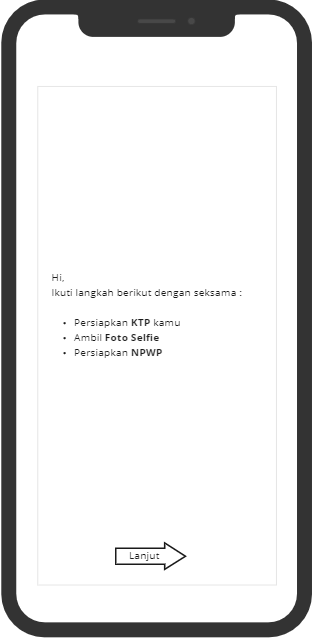 Hi,
Ikuti langkah berikut dengan seksama :
• Persiapkan KTP kamu
• Ambil Foto Selfie
• Persiapkan NPWP
Lanjut